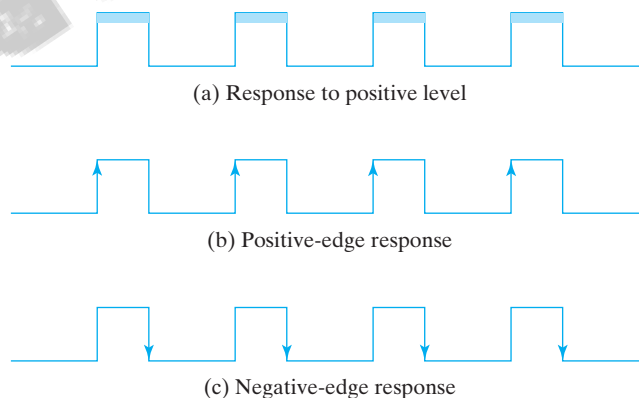 (a) Response to positive level
(b) Positive-edge response
(c) Negative-edge response